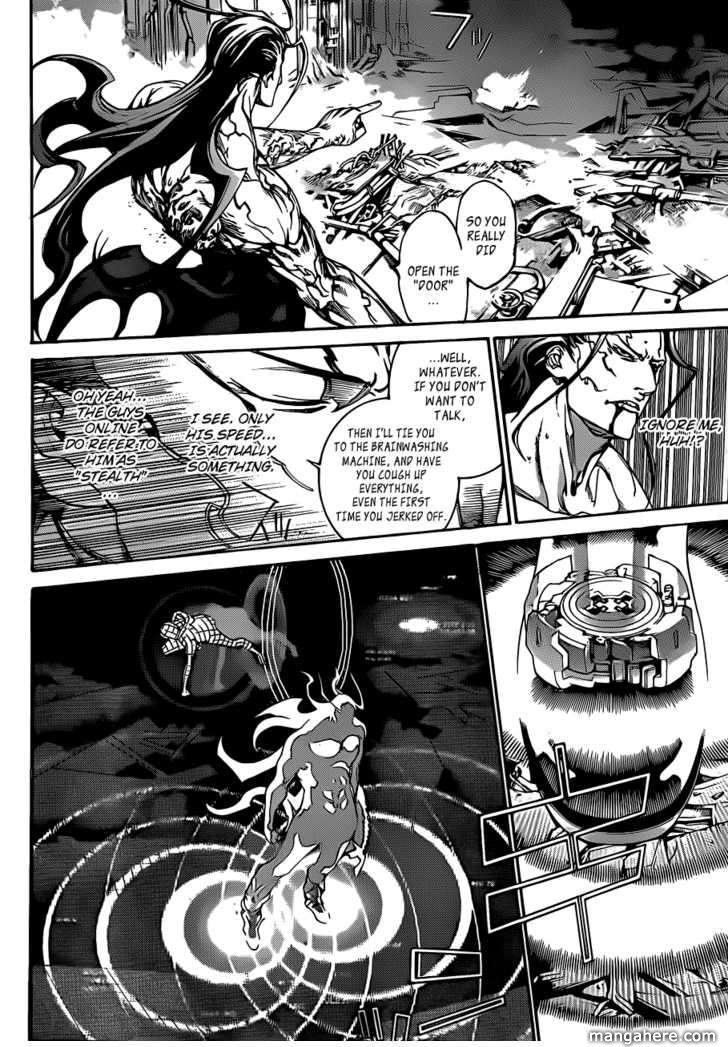 SO YOU
REALLY
DID
OPEN THE
"DOOR"
...
IGNORE ME,
HUH!?
...WELL,
WHATEVER.
IF YOU DON'T
WANT TO
TALK,
THEN I'LL TIE YOU
TO THE BRAINWASHING
MACHINE, AND HAVE
YOU COUGH UP
EVERYTHING,
EVEN THE FIRST
TIME YOU JERKED OFF.
I SEE. ONLY
HIS SPEED...
...IS ACTUALLY
SOMETHING.
OH YEAH...
THE GUYS
ONLINE
DO REFER TO
HIM AS
"STEALTH"
...
mangahere.com